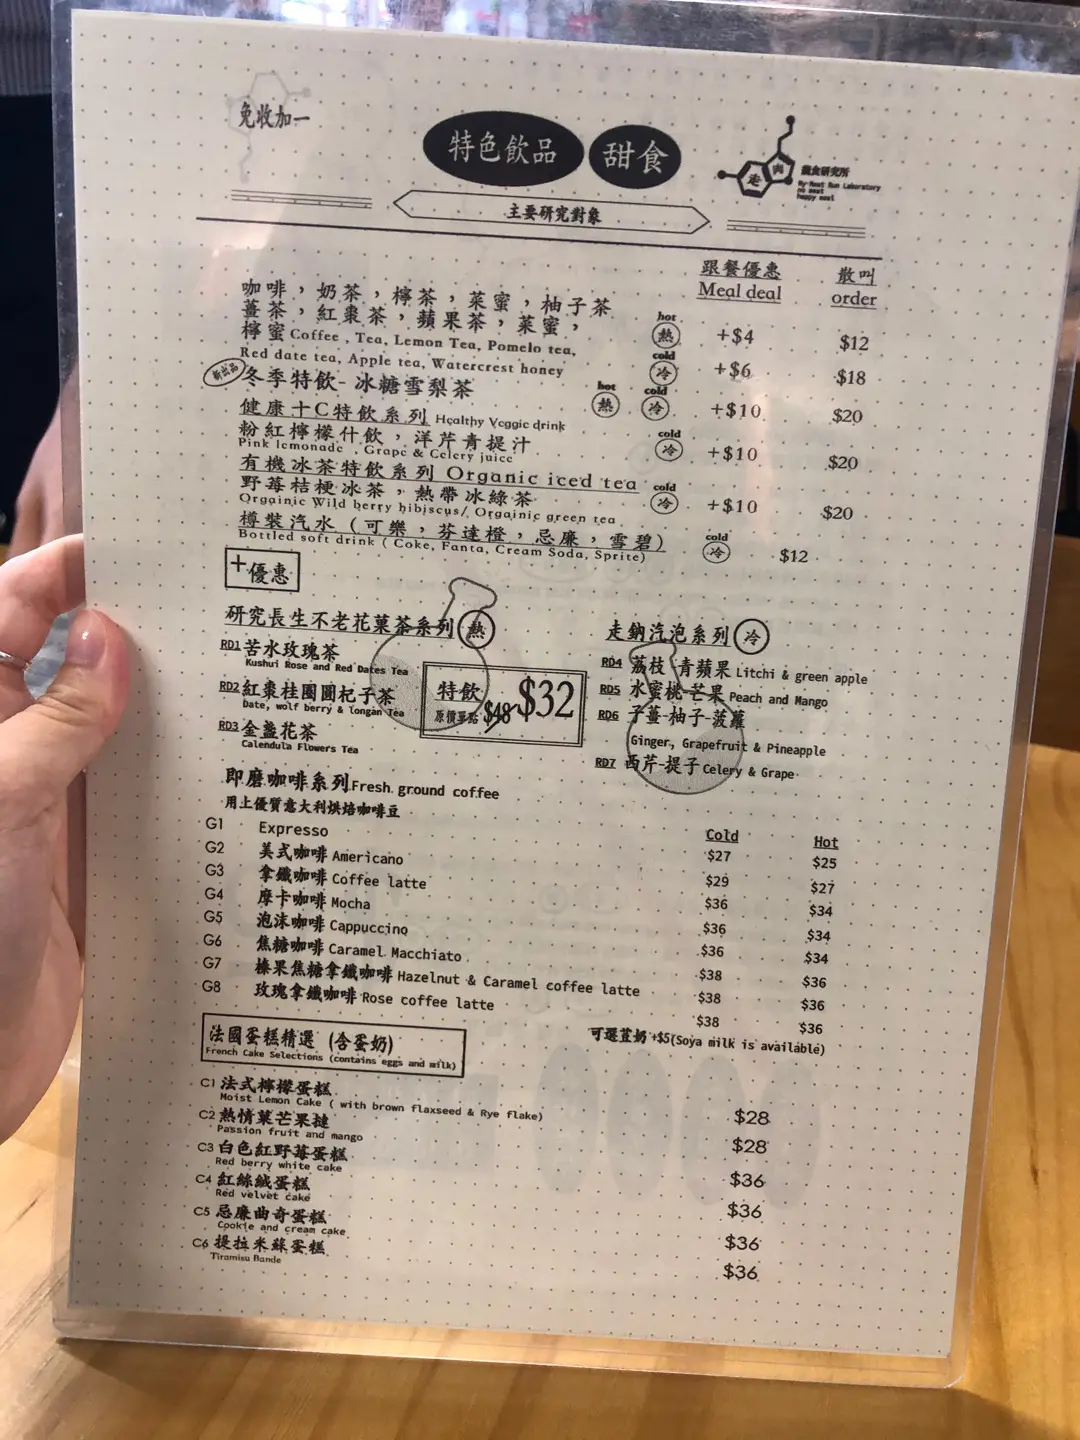 免收加一
特色飲品 甜食
走肉 蔬食研究所
My Meat Run Laboratory
no meat
happy eat!
主要研究對象
跟餐優惠 散叫
Meal deal order
咖啡，奶茶，檸茶，菜蜜，柚子茶
薑茶，紅棗茶，蘋果茶，菜蜜， hot 熱 +$4 $12
檸蜜 Coffee , Tea, Lemon Tea, Pomelo tea,
Red date tea, Apple tea, Watercrest honey cold 冷 +$6 $18
新出品 冬季特飲- 冰糖雪梨茶 hot 熱 cold 冷 +$10 $20
健康十C特飲系列 Healthy Veggie drink
粉紅檸檬什飲，洋芹青提汁 cold 冷 +$10 $20
Pink lemonade , Grape & Celery juice
有機冰茶特飲系列 Organic iced tea
野莓桔梗冰茶，熱帶冰綠茶 cold 冷 +$10 $20
Orgainic Wild berry hibjscus/ Orgainic green tea
樽裝汽水 (可樂，芬達橙，忌廉，雪碧) cold 冷 $12
Bottled soft drink ( Coke, Fanta, Cream Soda, Sprite)
+優惠
研究長生不老花菓茶系列 熱
RD1 苦水玫瑰茶
Kushui Rose and Red Dates Tea
RD2 紅棗桂圈圓杞子茶
Date, wolf berry & longan Tea
RD3 金盞花茶
Calendula Flowers Tea
特飲 $32
原價單點 $48
走鈉汽泡系列 冷
RD4 荔枝-青蘋果 Litchi & green apple
RD5 水蜜桃-芒果 Peach and Mango
RD6 子薑-柚子-菠蘿
Ginger, Grapefruit & Pineapple
RD7 西芹-提子 Celery & Grape
即磨咖啡系列 Fresh ground coffee
用上優質意大利烘焙咖啡豆
Cold Hot
G1 Expresso $27 $25
G2 美式咖啡 Americano $29 $27
G3 拿鐵咖啡 Coffee latte $36 $34
G4 摩卡咖啡 Mocha $36 $34
G5 泡沫咖啡 Cappuccino $36 $34
G6 焦糖咖啡 Caramel Macchiato $38 $36
G7 榛果焦糖拿鐵咖啡 Hazelnut & Caramel coffee latte $38 $36
G8 玫瑰拿鐵咖啡 Rose coffee latte $38 $36
可選荳奶 +$5(Soya milk is available)
法國蛋糕精選 (含蛋奶)
French Cake Selections (contains eggs and milk)
C1 法式檸檬蛋糕 $28
Moist Lemon Cake ( with brown flaxseed & Rye flake)
C2 熱情菓芒果撻 $28
Passion fruit and mango
C3 白色紅野莓蛋糕 $36
Red berry white cake
C4 紅絲絨蛋糕 $36
Red velvet cake
C5 忌廉曲奇蛋糕 $36
Cookie and cream cake
C6 提拉米蘇蛋糕 $36
Tiramisu Bande